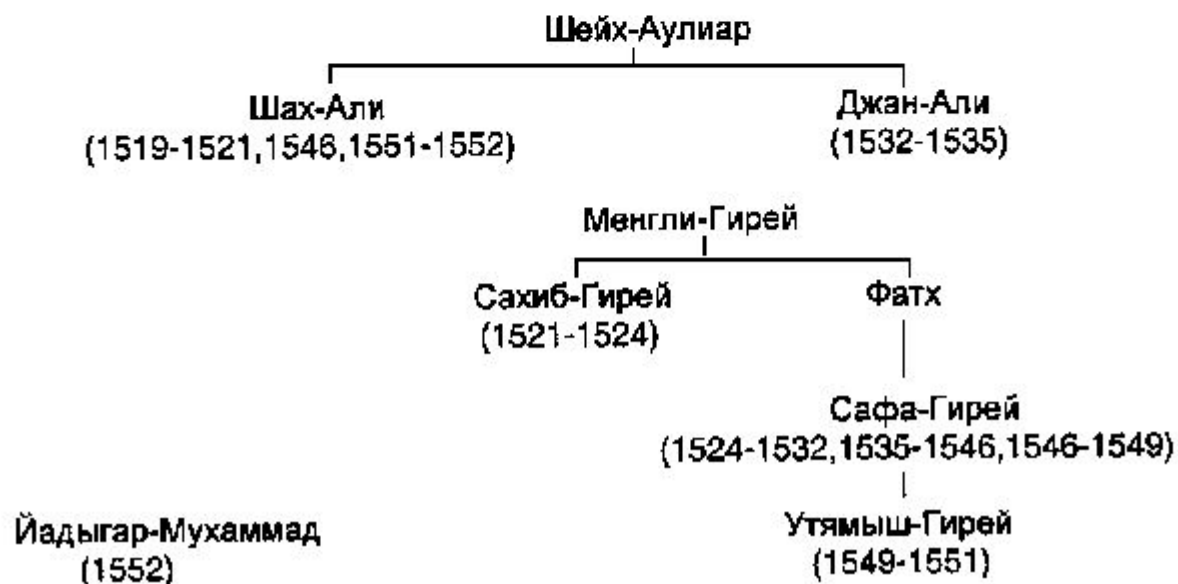 Шейх-Аулиар
Шах-Али
(1519-1521,1546,1551-1552)
Джан-Али
(1532-1535)
Менгли-Гирей
Сахиб-Гирей
(1521-1524)
Фатх
Сафа-Гирей
(1524-1532,1535-1546,1546-1549)
Йадыгар-Мухаммад
(1552)
Утямыш-Гирей
(1549-1551)